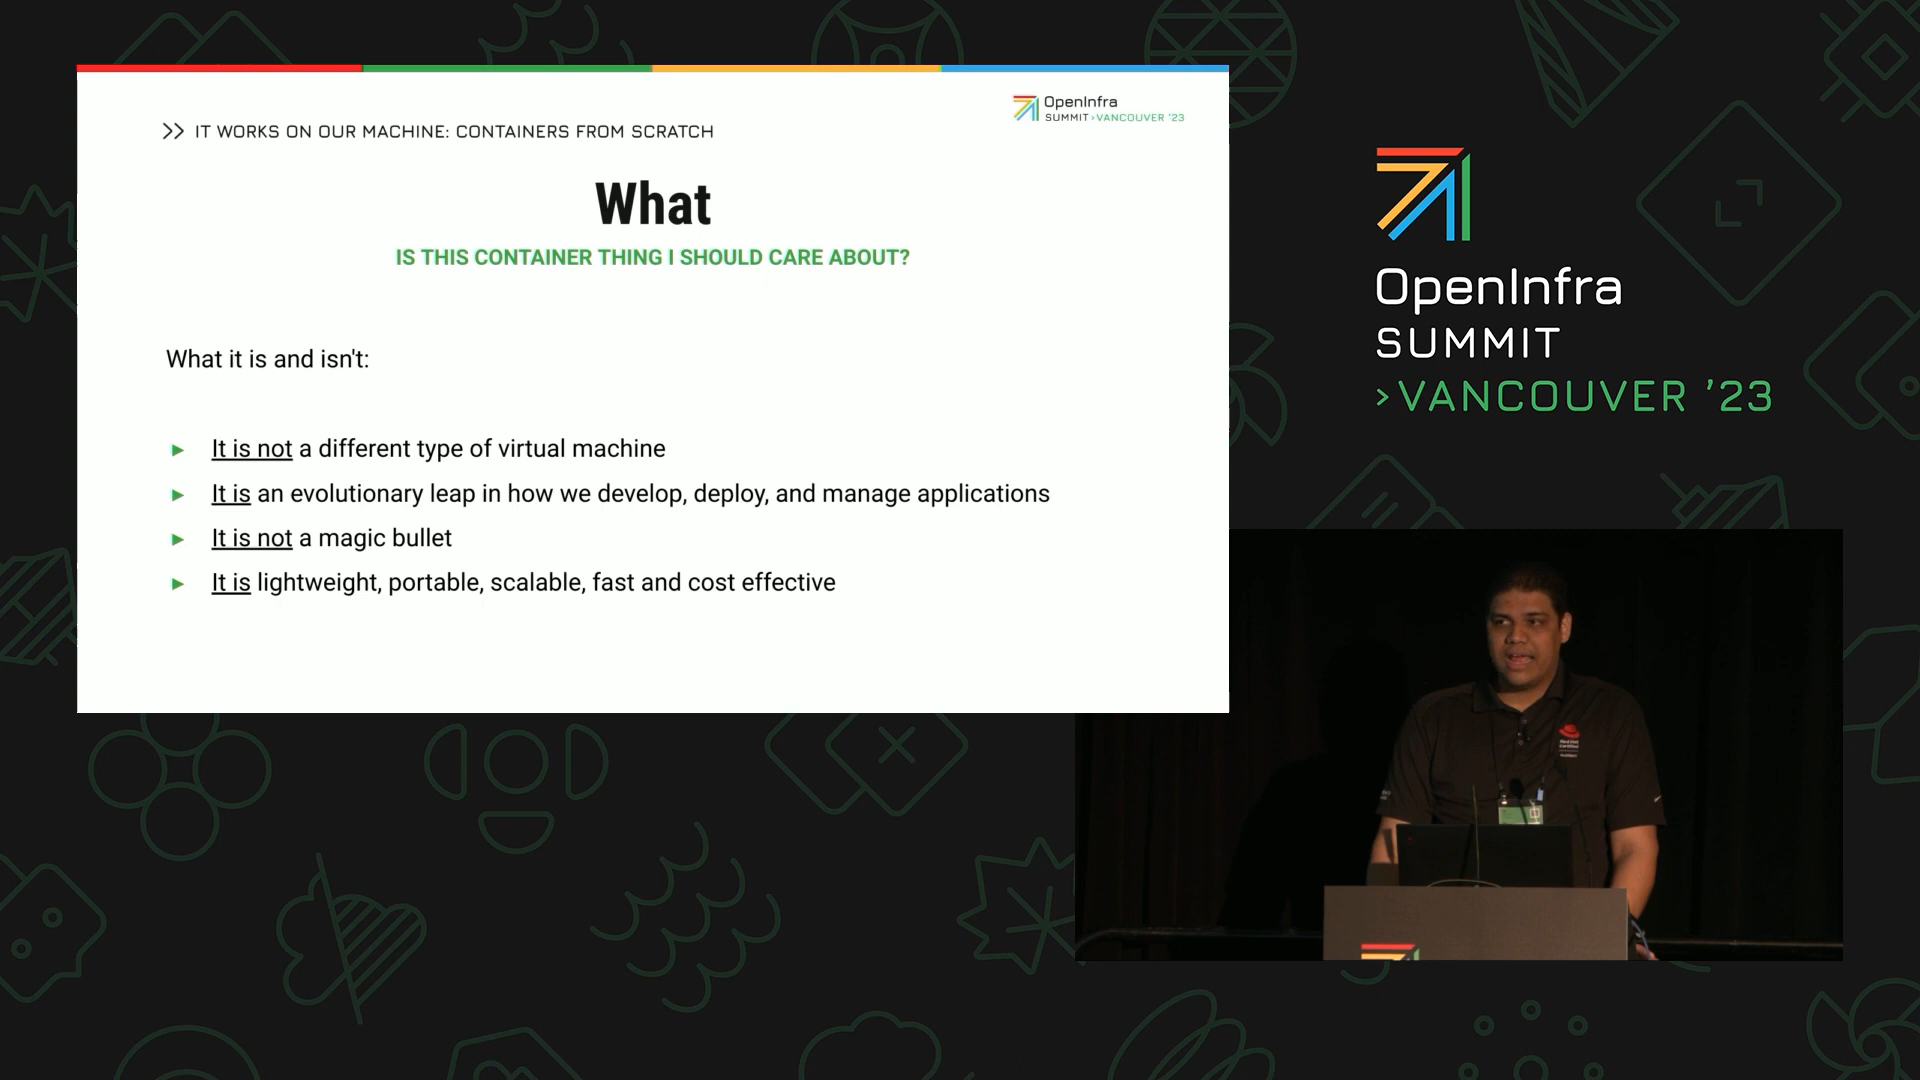 >> IT WORKS ON OUR MACHINE: CONTAINERS FROM SCRATCH
OpenInfra
SUMMIT›VANCOUVER '23
What
IS THIS CONTAINER THING I SHOULD CARE ABOUT?
What it is and isn't:
► It is not a different type of virtual machine
► It is an evolutionary leap in how we develop, deploy, and manage applications
► It is not a magic bullet
► It is lightweight, portable, scalable, fast and cost effective
OpenInfra
SUMMIT
›VANCOUVER '23
Red Hat
Certified